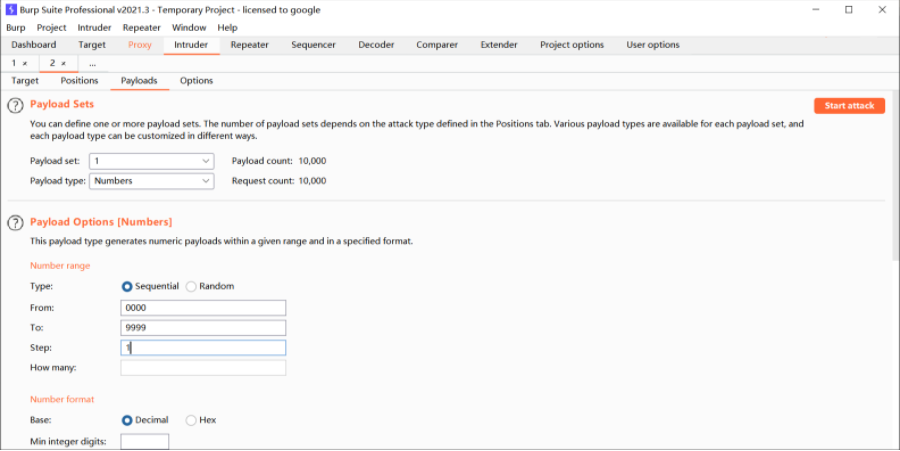 Burp Suite Professional v2021.3 - Temporary Project - licensed to google
Burp Project Intruder Repeater Window Help
Dashboard Target Proxy Intruder Repeater Sequencer Decoder Comparer Extender Project options User options
1 × 2 × ...
Target Positions Payloads Options
? Payload Sets Start attack
You can define one or more payload sets. The number of payload sets depends on the attack type defined in the Positions tab. Various payload types are available for each payload set, and
each payload type can be customized in different ways.
Payload set: 1 Payload count: 10,000
Payload type: Numbers Request count: 10,000
? Payload Options [Numbers]
This payload type generates numeric payloads within a given range and in a specified format.
Number range
Type: Sequential Random
From: 0000
To: 9999
Step: 1
How many:
Number format
Base: Decimal Hex
Min integer digits: